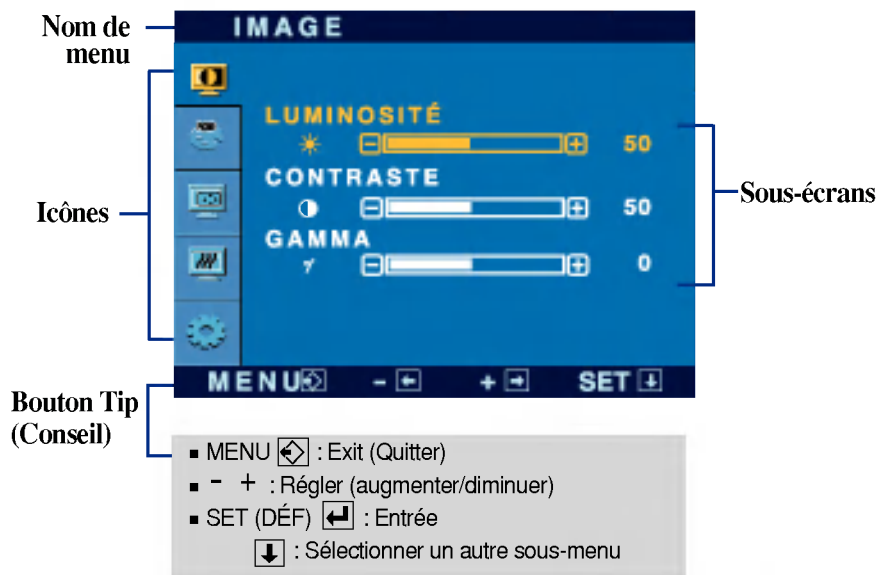 Nom de
menu
IMAGE
LUMINOSITÉ
50
CONTRASTE
50
GAMMA
γ 0
Icônes
Sous-écrans
MENU - + SET
Bouton Tip
(Conseil)
▪ MENU : Exit (Quitter)
▪ - + : Régler (augmenter/diminuer)
▪ SET (DÉF) : Entrée
: Sélectionner un autre sous-menu